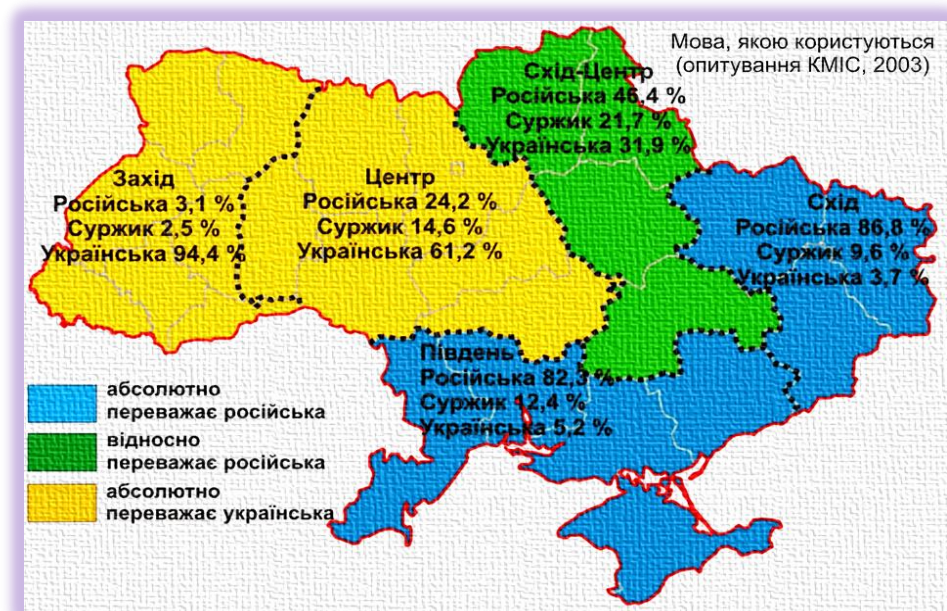 Мова, якою користуються
(опитування КМІС, 2003)
Схід-Центр
Російська 46,4 %
Суржик 21,7 %
Українська 31,9 %
Захід
Російська 3,1 %
Суржик 2,5 %
Українська 94,4 %
Центр
Російська 24,2 %
Суржик 14,6 %
Українська 61,2 %
Схід
Російська 86,8 %
Суржик 9,6 %
Українська 3,7 %
Південь
Російська 82,3 %
Суржик 12,4 %
Українська 5,2 %
абсолютно
переважає російська
відносно
переважає російська
абсолютно
переважає українська